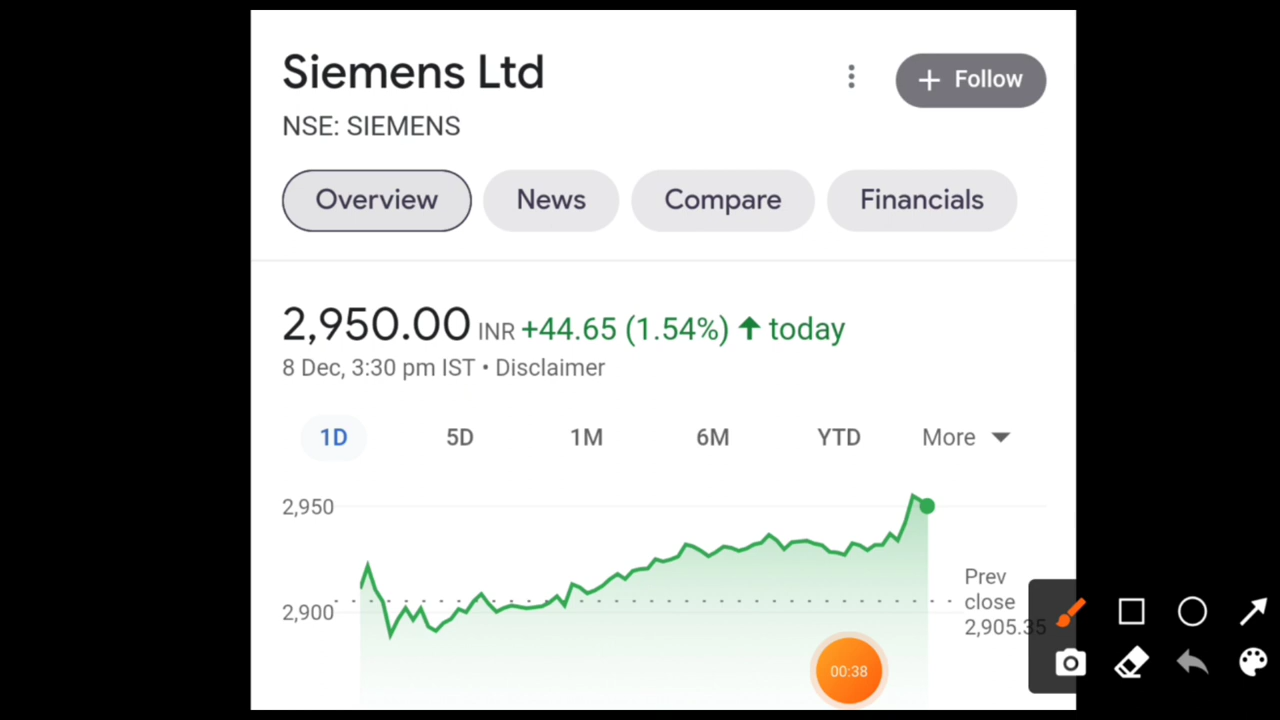 Siemens Ltd
+ Follow
NSE: SIEMENS
Overview News Compare Financials
2,950.00 INR +44.65 (1.54%) ↑ today
8 Dec, 3:30 pm IST • Disclaimer
1D 5D 1M 6M YTD More
2,950
2,900
Prev
close
2,905.35
00:38